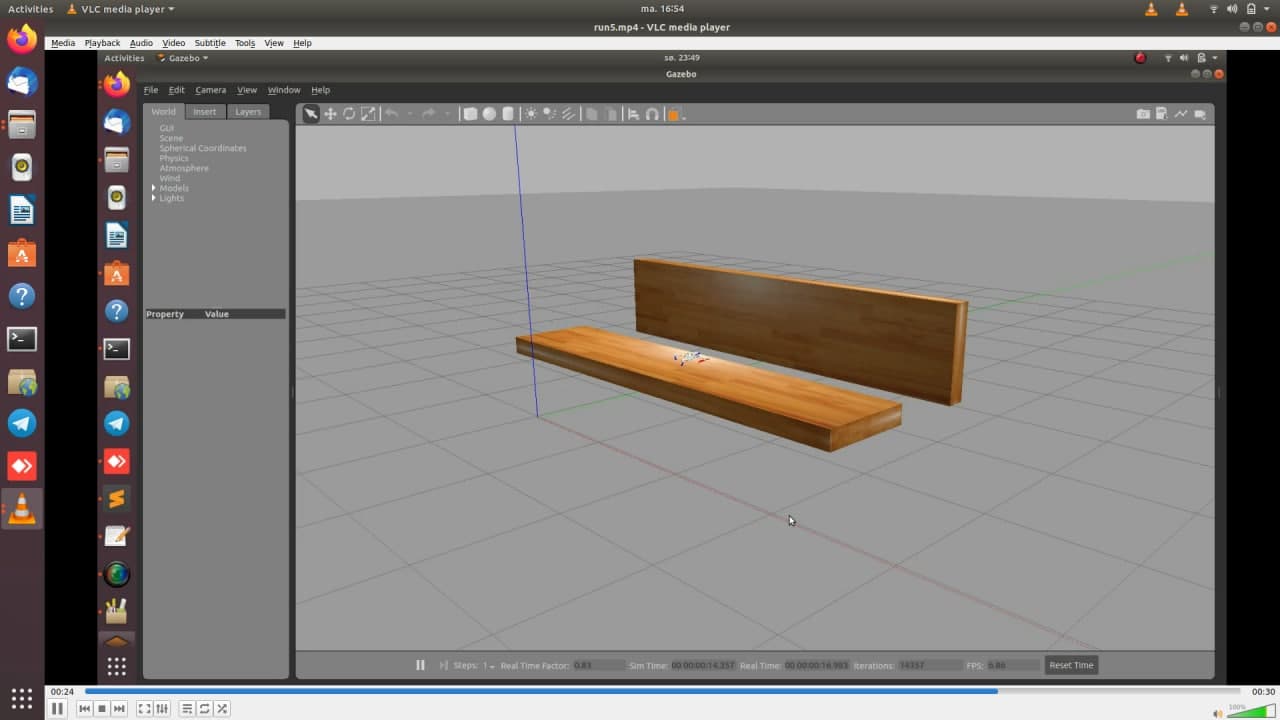 Activities VLC media player ma. 16:54
run5.mp4 - VLC media player
Media Playback Audio Video Subtitle Tools View Help
Activities Gazebo sø. 23:49
Gazebo
File Edit Camera View Window Help
World Insert Layers
GUI
Scene
Spherical Coordinates
Physics
Atmosphere
Wind
Models
Lights
Property Value
Steps: 1 Real Time Factor: 0.83 Sim Time: 00 00:00:14.357 Real Time: 00 00:00:16.983 Iterations: 14357 FPS: 6.86 Reset Time
00:24 00:30
100%